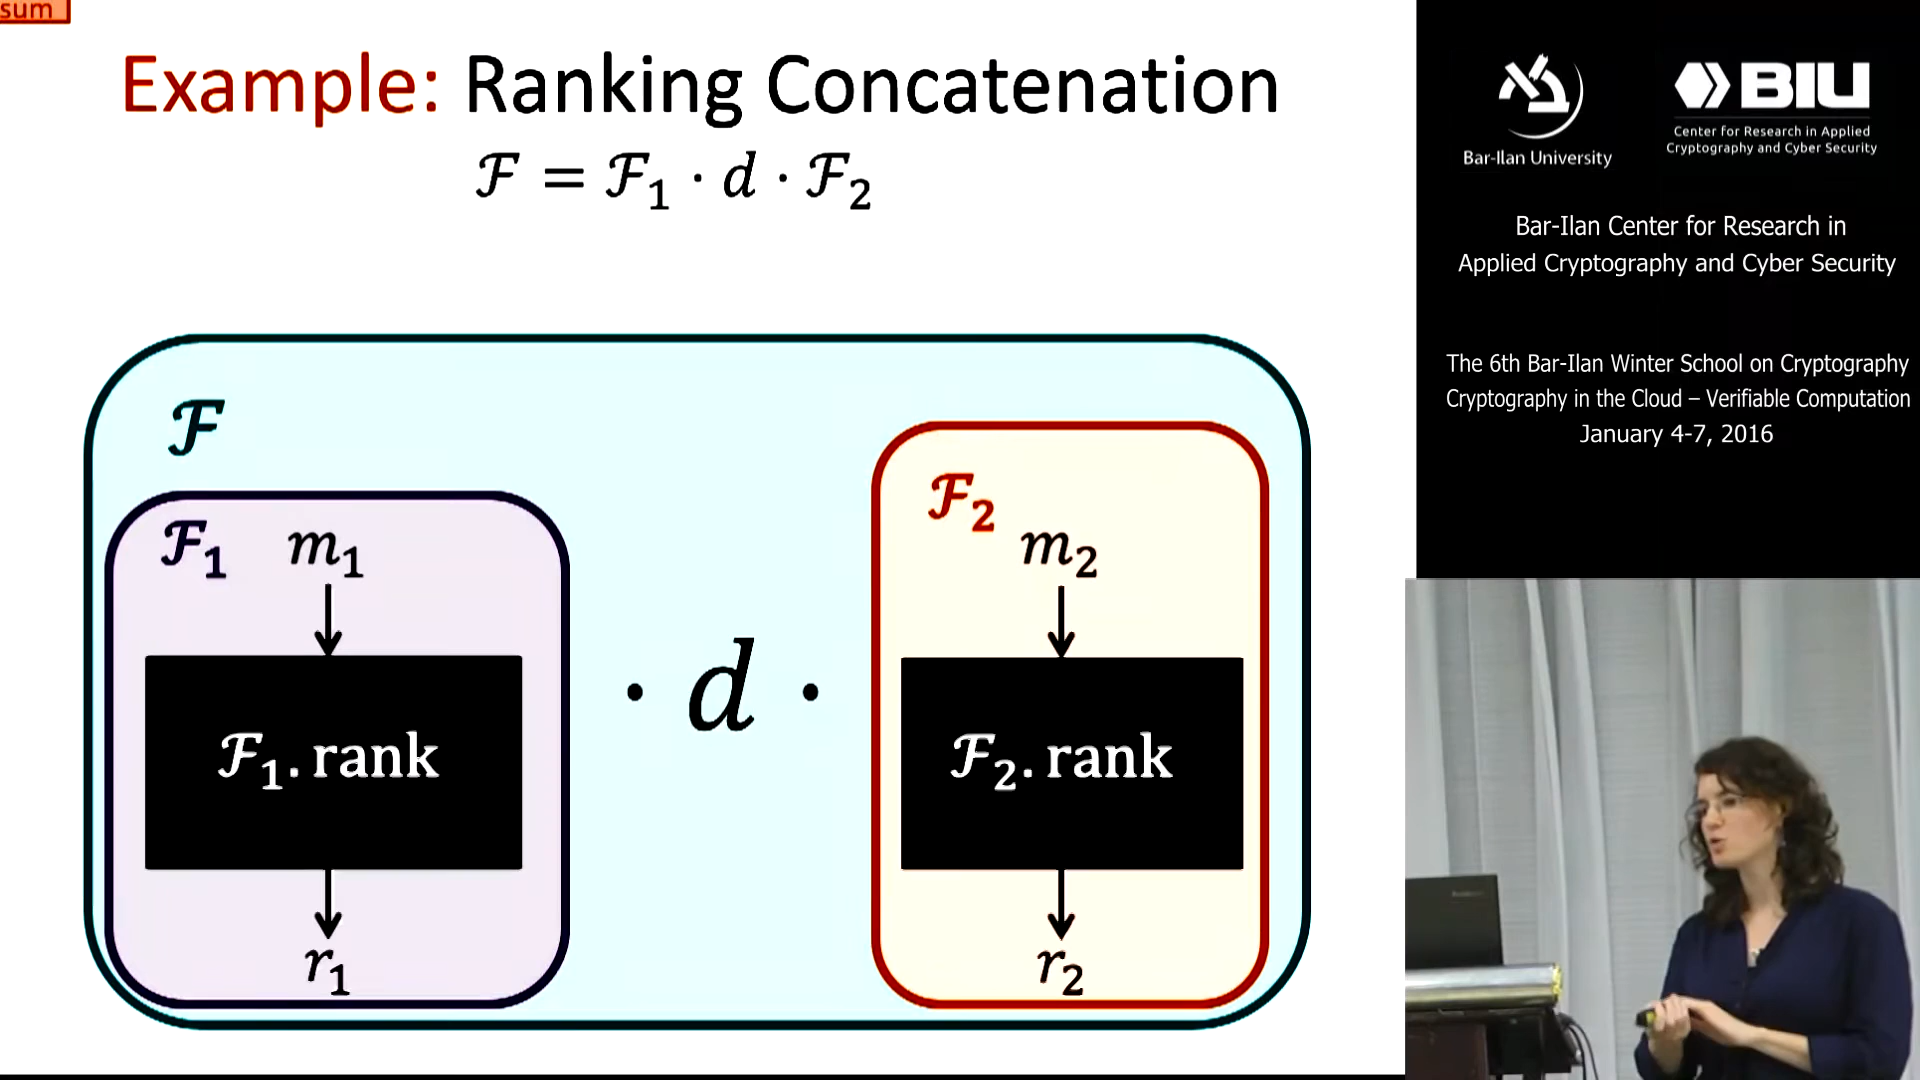 sum
Example: Ranking Concatenation
ℱ = ℱ₁ · d · ℱ₂
ℱ
ℱ₁ m₁
ℱ₁.rank
r₁
· d ·
ℱ₂
m₂
ℱ₂.rank
r₂
Bar-Ilan University
BIU
Center for Research in Applied
Cryptography and Cyber Security
Bar-Ilan Center for Research in
Applied Cryptography and Cyber Security
The 6th Bar-Ilan Winter School on Cryptography
Cryptography in the Cloud – Verifiable Computation
January 4-7, 2016